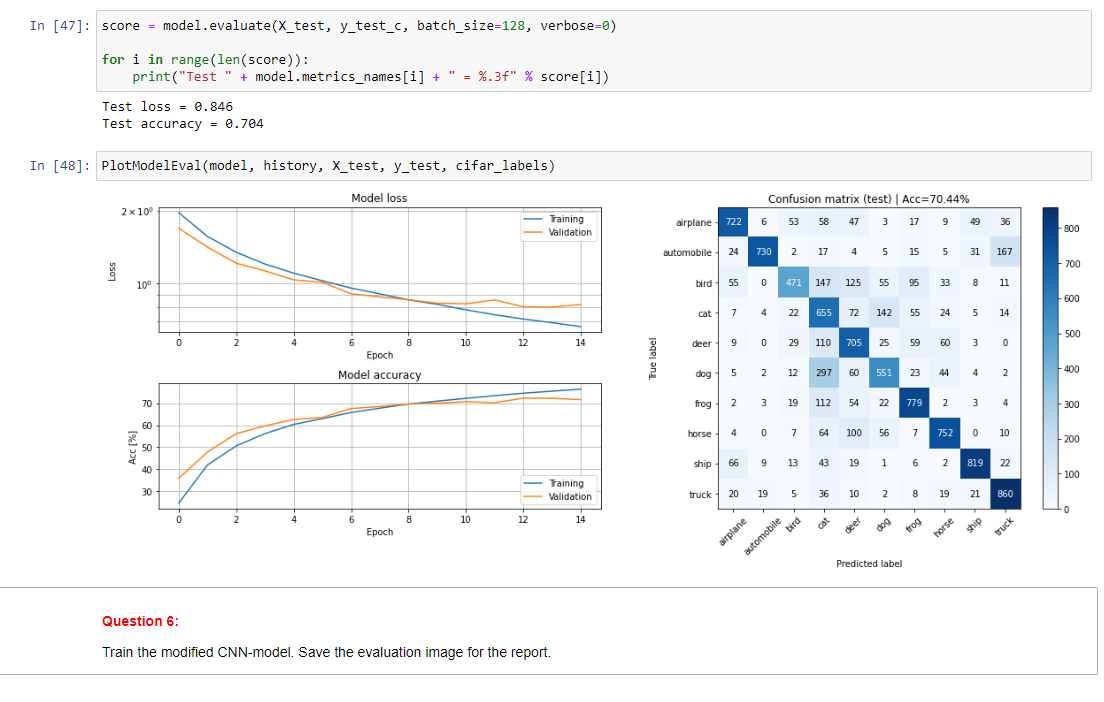 In [47]: score = model.evaluate(X_test, y_test_c, batch_size=128, verbose=0)
for i in range(len(score)):
print("Test " + model.metrics_names[i] + " = %.3f" % score[i])
Test loss = 0.846
Test accuracy = 0.704
In [48]: PlotModelEval(model, history, X_test, y_test, cifar_labels)
Model loss
2 × 10⁰
10⁰
Loss
Training
Validation
0 2 4 6 8 10 12 14
Epoch
Model accuracy
70
60
50
40
30
Acc [%]
Training
Validation
0 2 4 6 8 10 12 14
Epoch
Confusion matrix (test) | Acc=70.44%
True label
airplane 722 6 53 58 47 3 17 9 49 36
automobile 24 730 2 17 4 5 15 5 31 167
bird 55 0 471 147 125 55 95 33 8 11
cat 7 4 22 655 72 142 55 24 5 14
deer 9 0 29 110 705 25 59 60 3 0
dog 5 2 12 297 60 551 23 44 4 2
frog 2 3 19 112 54 22 779 2 3 4
horse 4 0 7 64 100 56 7 752 0 10
ship 66 9 13 43 19 1 6 2 819 22
truck 20 19 5 36 10 2 8 19 21 860
airplane automobile bird cat deer dog frog horse ship truck
Predicted label
800
700
600
500
400
300
200
100
0
Question 6:
Train the modified CNN-model. Save the evaluation image for the report.